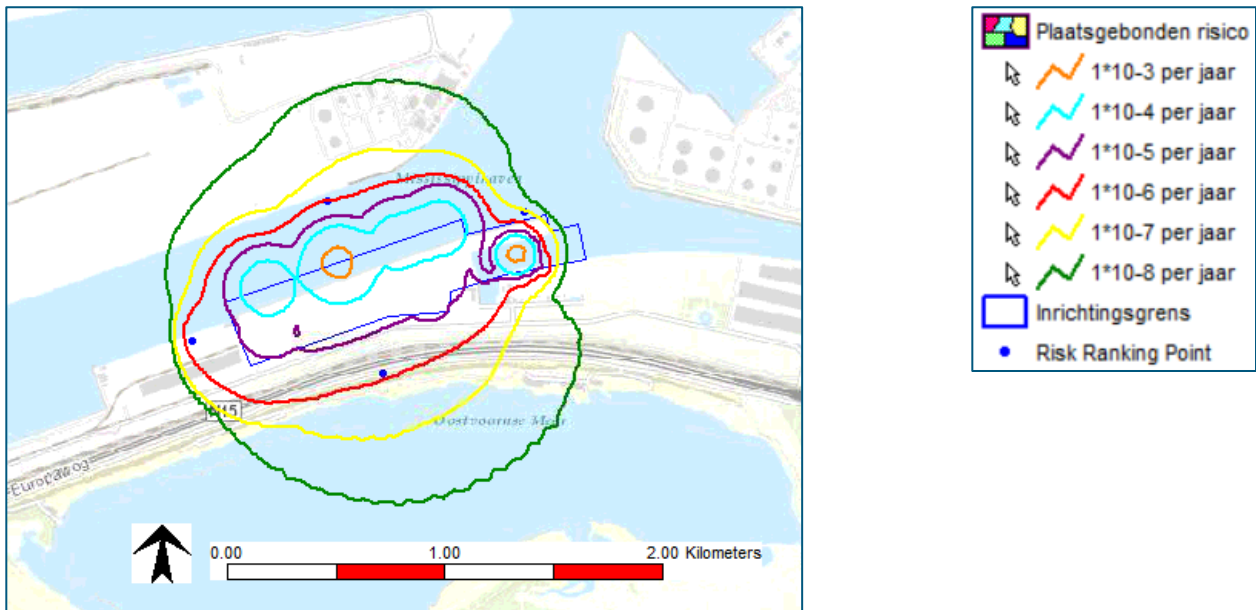 Mississippihaven
6
N15
Oostvoornse Meer
Europaweg
0.00 1.00 2.00 Kilometers
Plaatsgebonden risico
1*10-3 per jaar
1*10-4 per jaar
1*10-5 per jaar
1*10-6 per jaar
1*10-7 per jaar
1*10-8 per jaar
Inrichtingsgrens
Risk Ranking Point